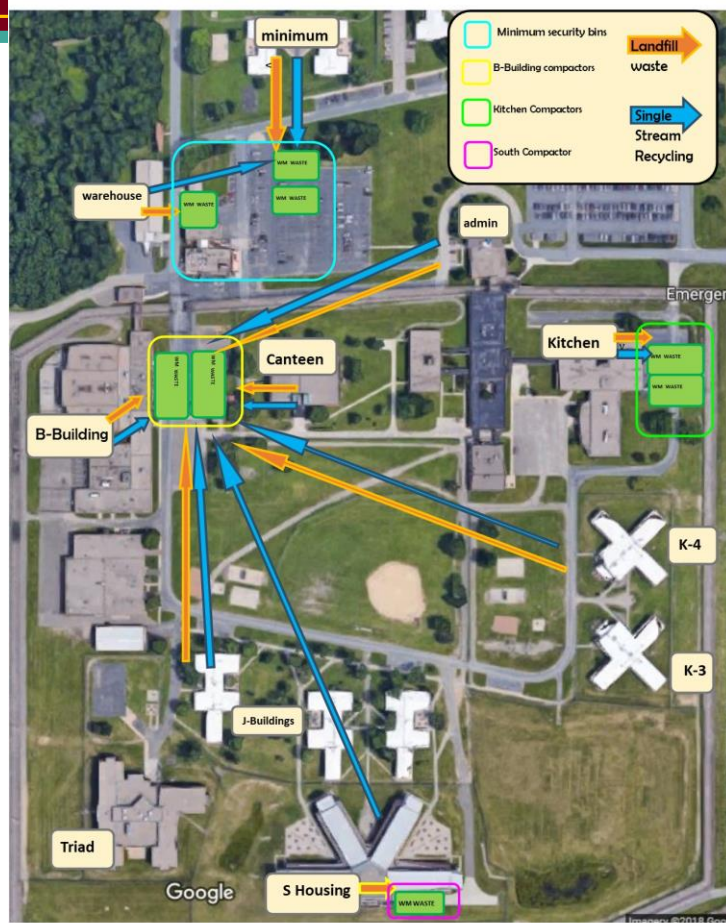 minimum
Minimum security bins
B-Building compactors
Kitchen Compactors
South Compactor
Landfill
waste
Single
Stream
Recycling
WM WASTE
WM WASTE
WM WASTE
warehouse
admin
Emergen
Kitchen
WM WASTE
WM WASTE
WM WASTE
WM WASTE
Canteen
B-Building
K-4
K-3
J-Buildings
Triad
Google
S Housing
WM WASTE
Imagery ©2018 Goo